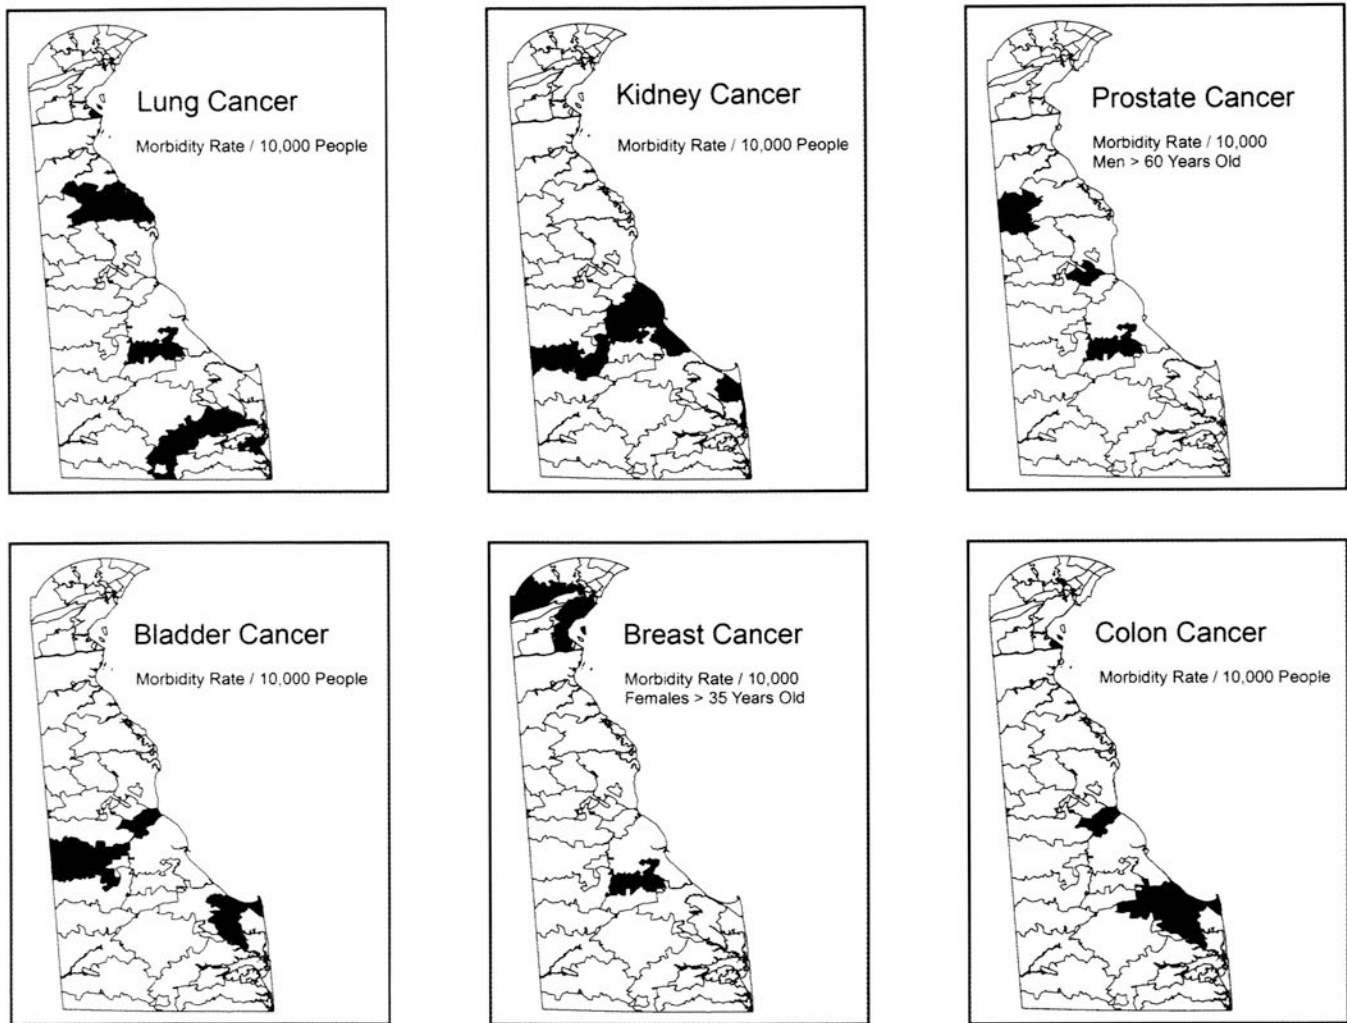 Lung Cancer
Morbidity Rate / 10,000 People
Kidney Cancer
Morbidity Rate / 10,000 People
Prostate Cancer
Morbidity Rate / 10,000
Men > 60 Years Old
Bladder Cancer
Morbidity Rate / 10,000 People
Breast Cancer
Morbidity Rate / 10,000
Females > 35 Years Old
Colon Cancer
Morbidity Rate / 10,000 People